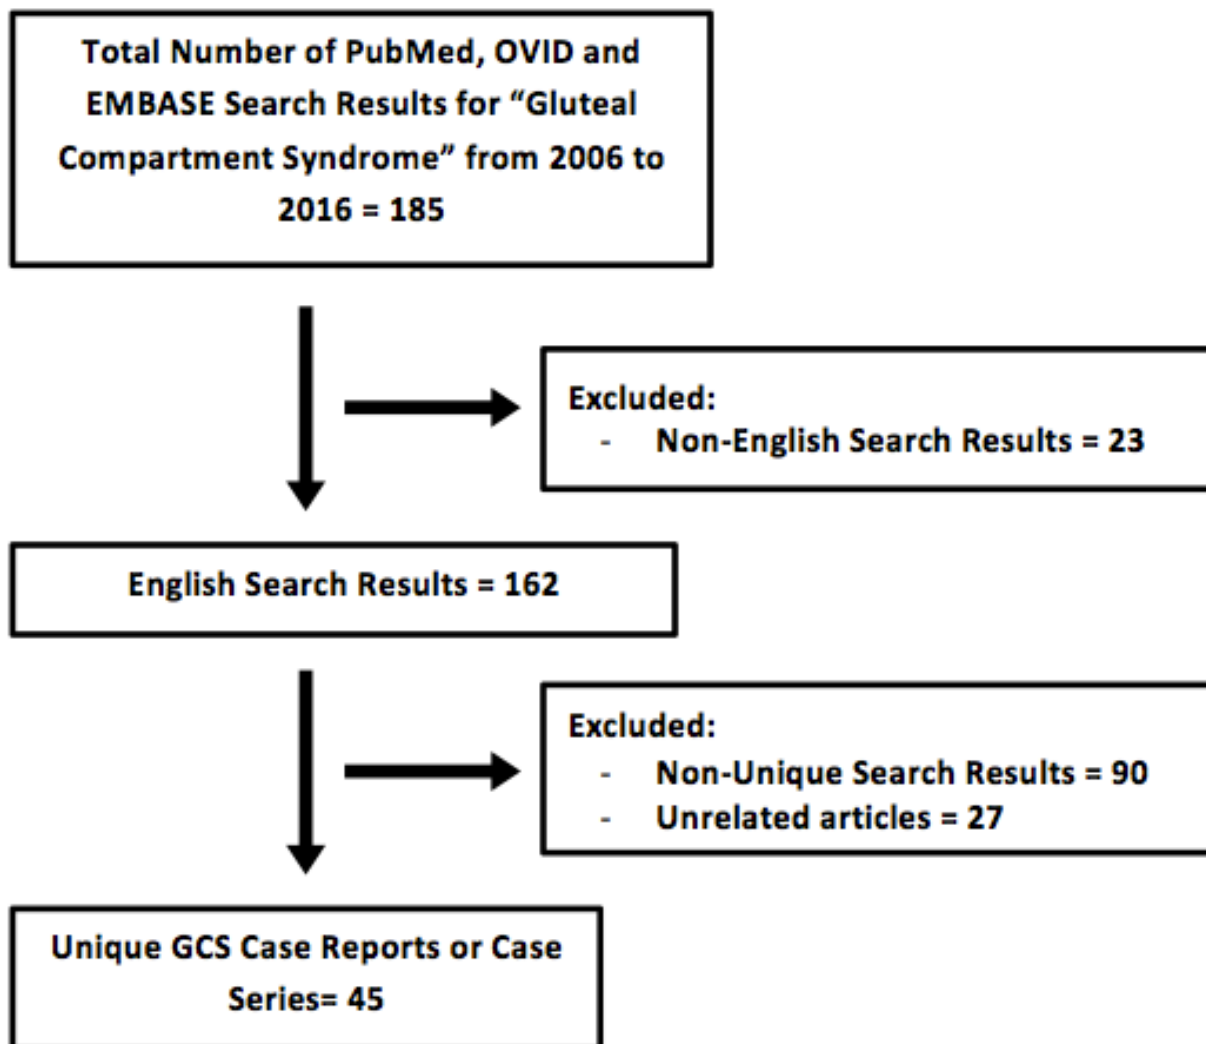 Total Number of PubMed, OVID and
EMBASE Search Results for “Gluteal
Compartment Syndrome” from 2006 to
2016 = 185
Excluded:
- Non-English Search Results = 23
English Search Results = 162
Excluded:
- Non-Unique Search Results = 90
- Unrelated articles = 27
Unique GCS Case Reports or Case
Series= 45